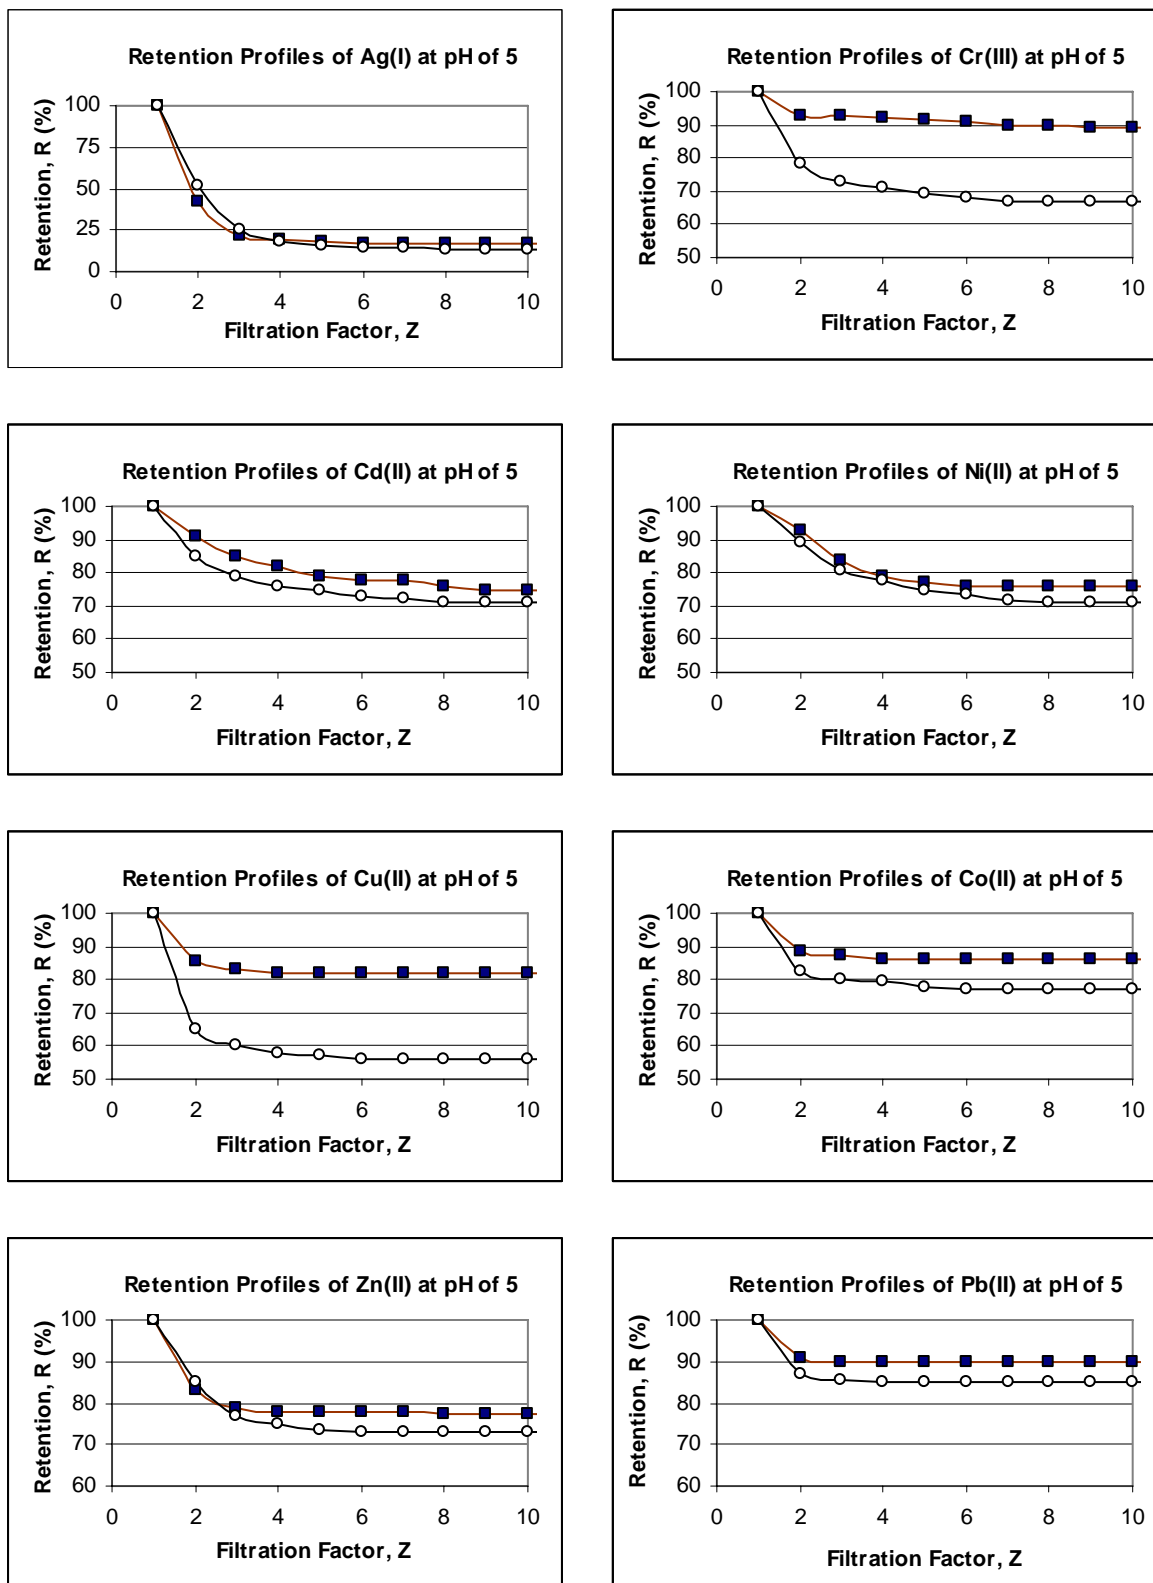 Retention Profiles of Ag(I) at pH of 5
Retention, R (%)
100
75
50
25
0
0 2 4 6 8 10
Filtration Factor, Z
Retention Profiles of Cr(III) at pH of 5
Retention, R (%)
100
90
80
70
60
50
0 2 4 6 8 10
Filtration Factor, Z
Retention Profiles of Cd(II) at pH of 5
Retention, R (%)
100
90
80
70
60
50
0 2 4 6 8 10
Filtration Factor, Z
Retention Profiles of Ni(II) at pH of 5
Retention, R (%)
100
90
80
70
60
50
0 2 4 6 8 10
Filtration Factor, Z
Retention Profiles of Cu(II) at pH of 5
Retention, R (%)
100
90
80
70
60
50
0 2 4 6 8 10
Filtration Factor, Z
Retention Profiles of Co(II) at pH of 5
Retention, R (%)
100
90
80
70
60
50
0 2 4 6 8 10
Filtration Factor, Z
Retention Profiles of Zn(II) at pH of 5
Retention, R (%)
100
90
80
70
60
0 2 4 6 8 10
Filtration Factor, Z
Retention Profiles of Pb(II) at pH of 5
Retention, R (%)
100
90
80
70
60
0 2 4 6 8 10
Filtration Factor, Z